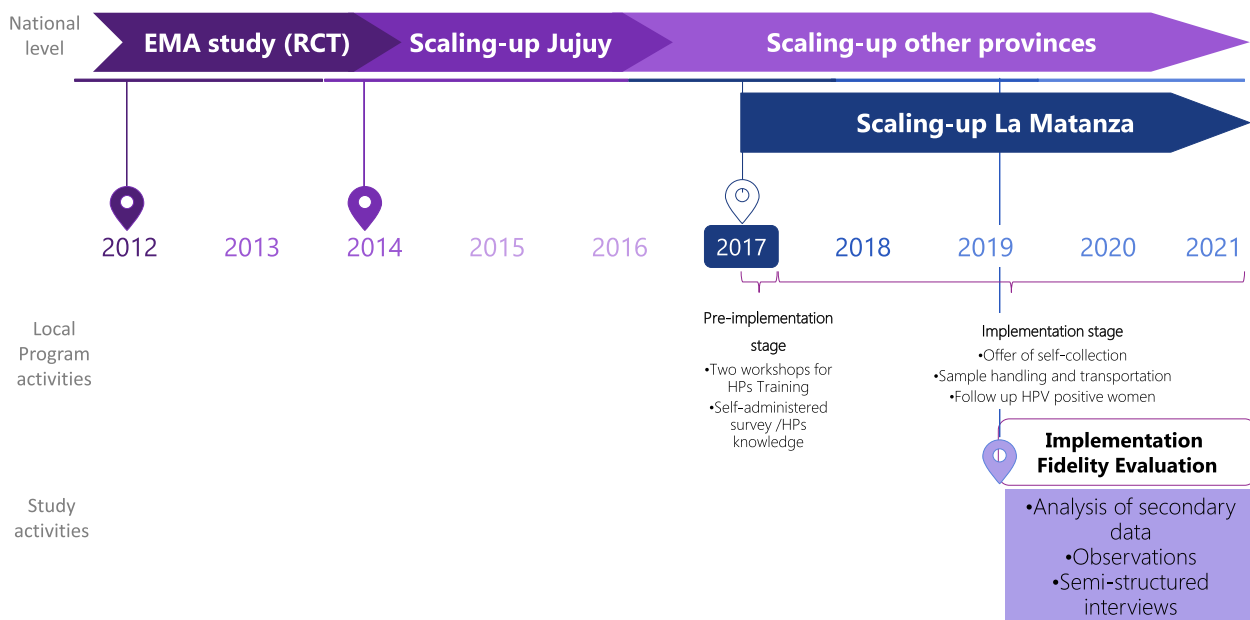 National
level
EMA study (RCT)
Scaling-up Jujuy
Scaling-up other provinces
Scaling-up La Matanza
2012
2013
2014
2015
2016
2017
2018
2019
2020
2021
Local
Program
activities
Pre-implementation
stage
•Two workshops for
HPs Training
•Self-administered
survey /HPs
knowledge
Implementation stage
•Offer of self-collection
•Sample handling and transportation
•Follow up HPV positive women
Study
activities
Implementation
Fidelity Evaluation
•Analysis of secondary
data
•Observations
•Semi-structured
interviews